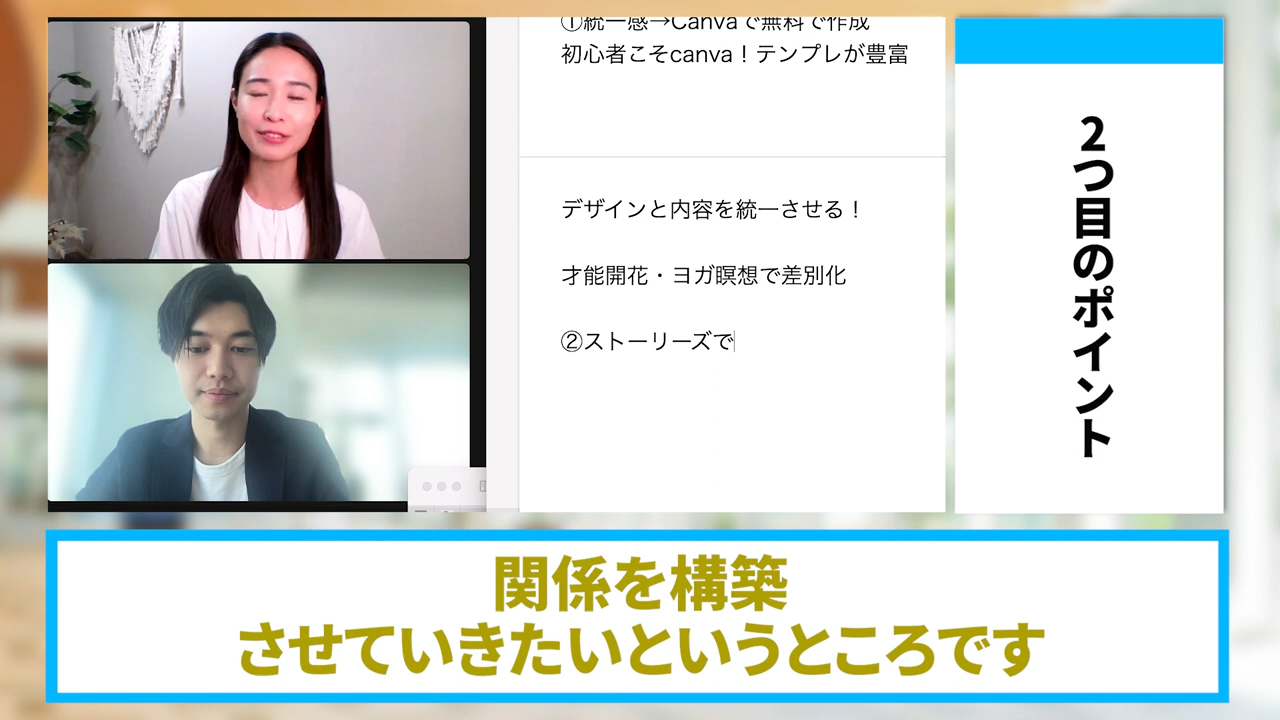 ①統一感→Canvaで無料で作成
初心者こそcanva！テンプレが豊富
デザインと内容を統一させる！
才能開花・ヨガ瞑想で差別化
②ストーリーズで
2つ目のポイント
関係を構築
させていきたいというところです